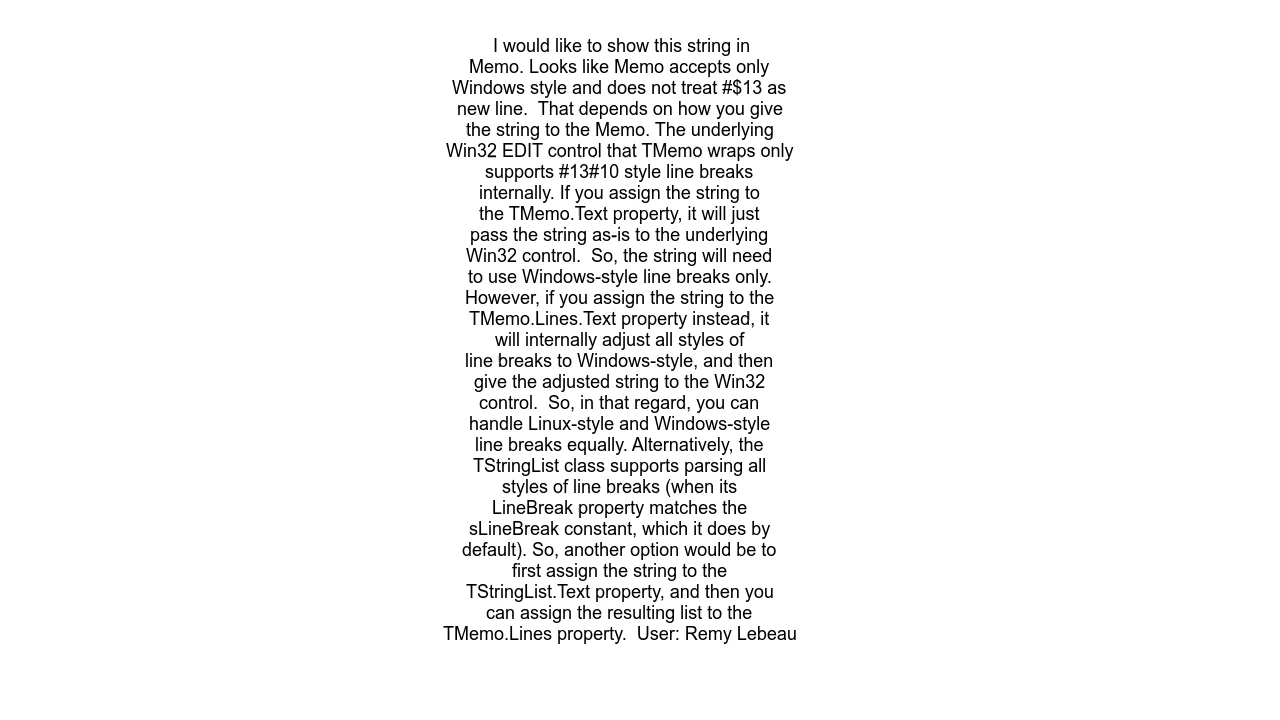 I would like to show this string in
Memo. Looks like Memo accepts only
Windows style and does not treat #$13 as
new line.  That depends on how you give
the string to the Memo. The underlying
Win32 EDIT control that TMemo wraps only
supports #13#10 style line breaks
internally. If you assign the string to
the TMemo.Text property, it will just
pass the string as-is to the underlying
Win32 control.  So, the string will need
to use Windows-style line breaks only.
However, if you assign the string to the
TMemo.Lines.Text property instead, it
will internally adjust all styles of
line breaks to Windows-style, and then
give the adjusted string to the Win32
control.  So, in that regard, you can
handle Linux-style and Windows-style
line breaks equally. Alternatively, the
TStringList class supports parsing all
styles of line breaks (when its
LineBreak property matches the
sLineBreak constant, which it does by
default). So, another option would be to
first assign the string to the
TStringList.Text property, and then you
can assign the resulting list to the
TMemo.Lines property.  User: Remy Lebeau